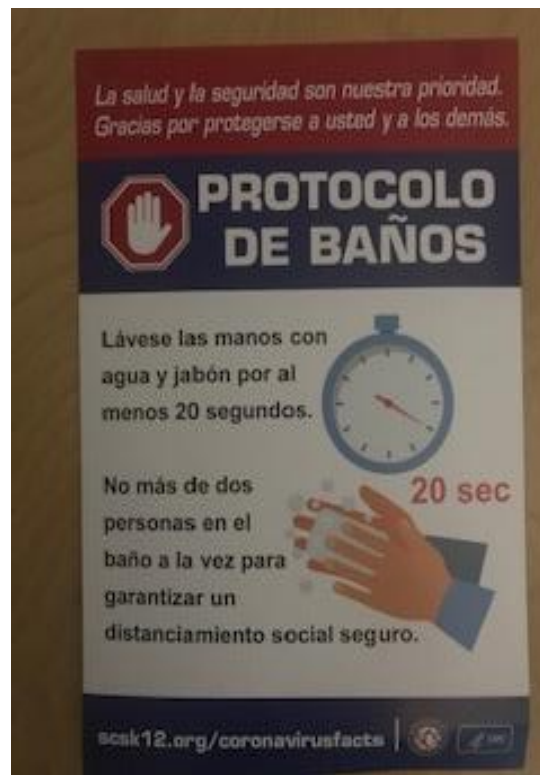 La salud y la seguridad son nuestra prioridad.
Gracias por protegerse a usted y a los demás.
PROTOCOLO
DE BAÑOS
Lávese las manos con
agua y jabón por al
menos 20 segundos.
20 sec
No más de dos
personas en el
baño a la vez para
garantizar un
distanciamiento social seguro.
scsk12.org/coronavirusfacts